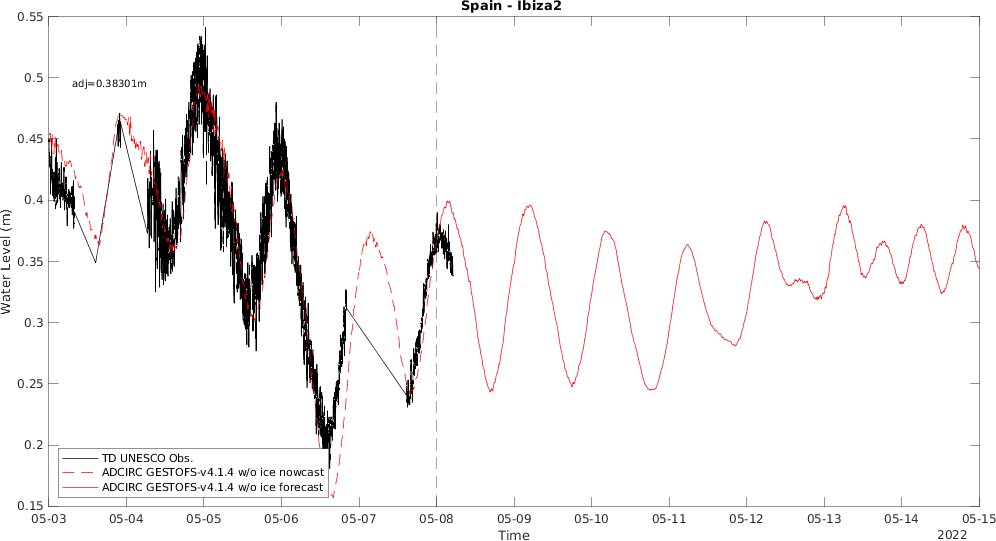 Spain - Ibiza2
0.55
0.5
0.45
0.4
0.35
0.3
0.25
0.2
0.15
Water Level (m)
adj=0.38301m
TD UNESCO Obs.
ADCIRC GESTOFS-v4.1.4 w/o ice nowcast
ADCIRC GESTOFS-v4.1.4 w/o ice forecast
05-03 05-04 05-05 05-06 05-07 05-08 05-09 05-10 05-11 05-12 05-13 05-14 05-15
Time
2022